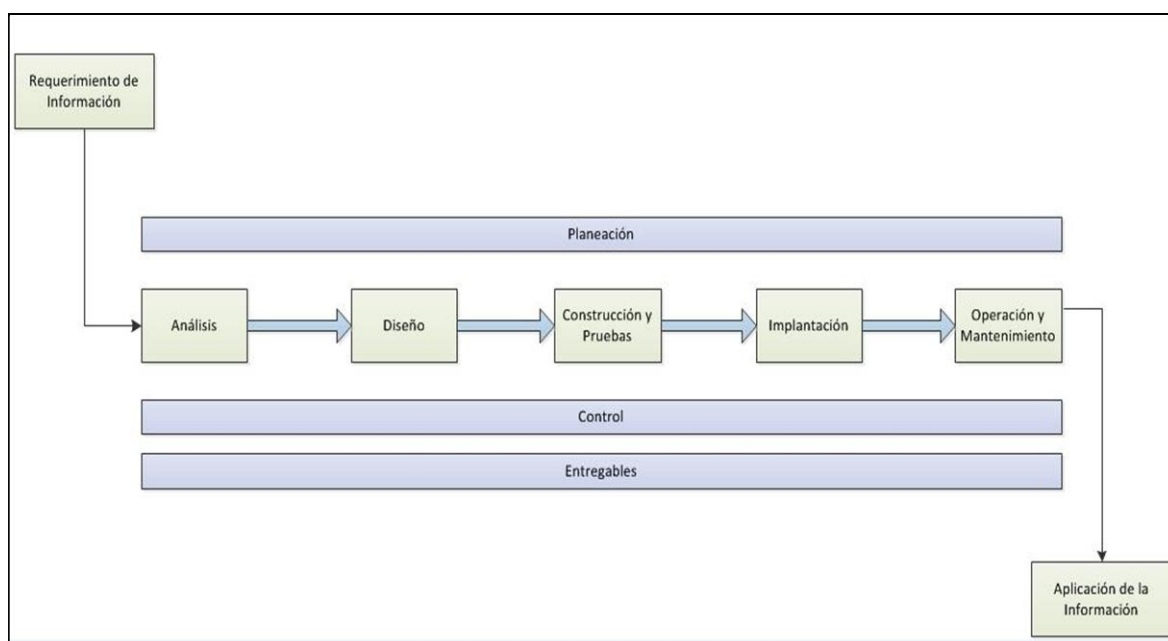 Requerimiento de
Información
Planeación
Análisis
Diseño
Construcción y
Pruebas
Implantación
Operación y
Mantenimiento
Control
Entregables
Aplicación de la
Información